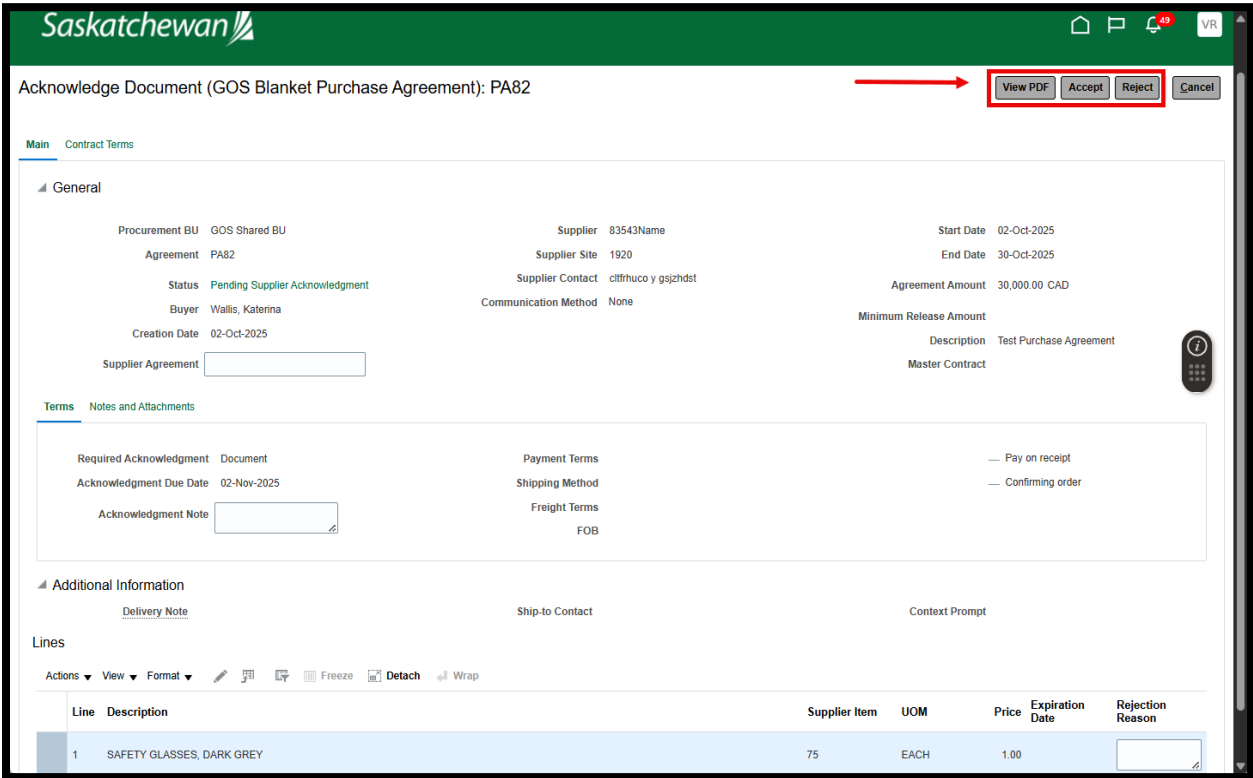 Saskatchewan
49
VR
Acknowledge Document (GOS Blanket Purchase Agreement): PA82
View PDF Accept Reject Cancel
Main Contract Terms
General
Procurement BU GOS Shared BU Supplier 83543Name Start Date 02-Oct-2025
Agreement PA82 Supplier Site 1920 End Date 30-Oct-2025
Status Pending Supplier Acknowledgment Supplier Contact cltfrhuco y gsjzhdst Agreement Amount 30,000.00 CAD
Buyer Wallis, Katerina Communication Method None Minimum Release Amount
Creation Date 02-Oct-2025 Description Test Purchase Agreement
Supplier Agreement Master Contract
Terms Notes and Attachments
Required Acknowledgment Document Payment Terms Pay on receipt
Acknowledgment Due Date 02-Nov-2025 Shipping Method Confirming order
Acknowledgment Note Freight Terms
FOB
Additional Information
Delivery Note Ship-to Contact Context Prompt
Lines
Actions View Format Freeze Detach Wrap
Line Description Supplier Item UOM Price Expiration Date Rejection Reason
1 SAFETY GLASSES, DARK GREY 75 EACH 1.00